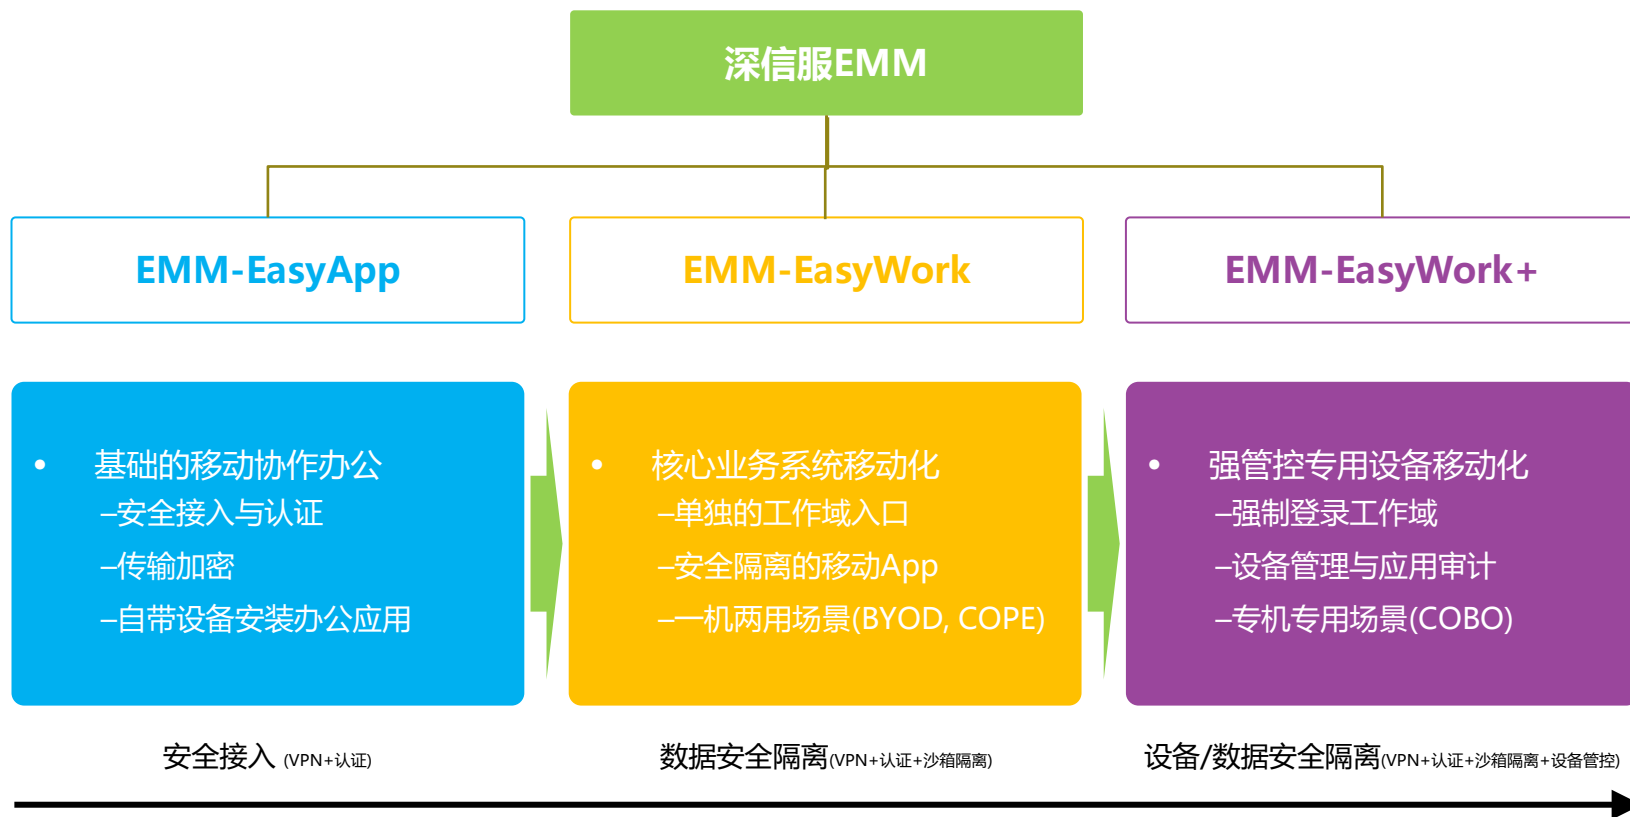 深信服EMM
EMM-EasyApp
EMM-EasyWork
EMM-EasyWork+
• 基础的移动协作办公
–安全接入与认证
–传输加密
–自带设备安装办公应用
• 核心业务系统移动化
–单独的工作域入口
–安全隔离的移动App
–一机两用场景(BYOD, COPE)
• 强管控专用设备移动化
–强制登录工作域
–设备管理与应用审计
–专机专用场景(COBO)
安全接入 (VPN+认证)
数据安全隔离(VPN+认证+沙箱隔离)
设备/数据安全隔离(VPN+认证+沙箱隔离+设备管控)